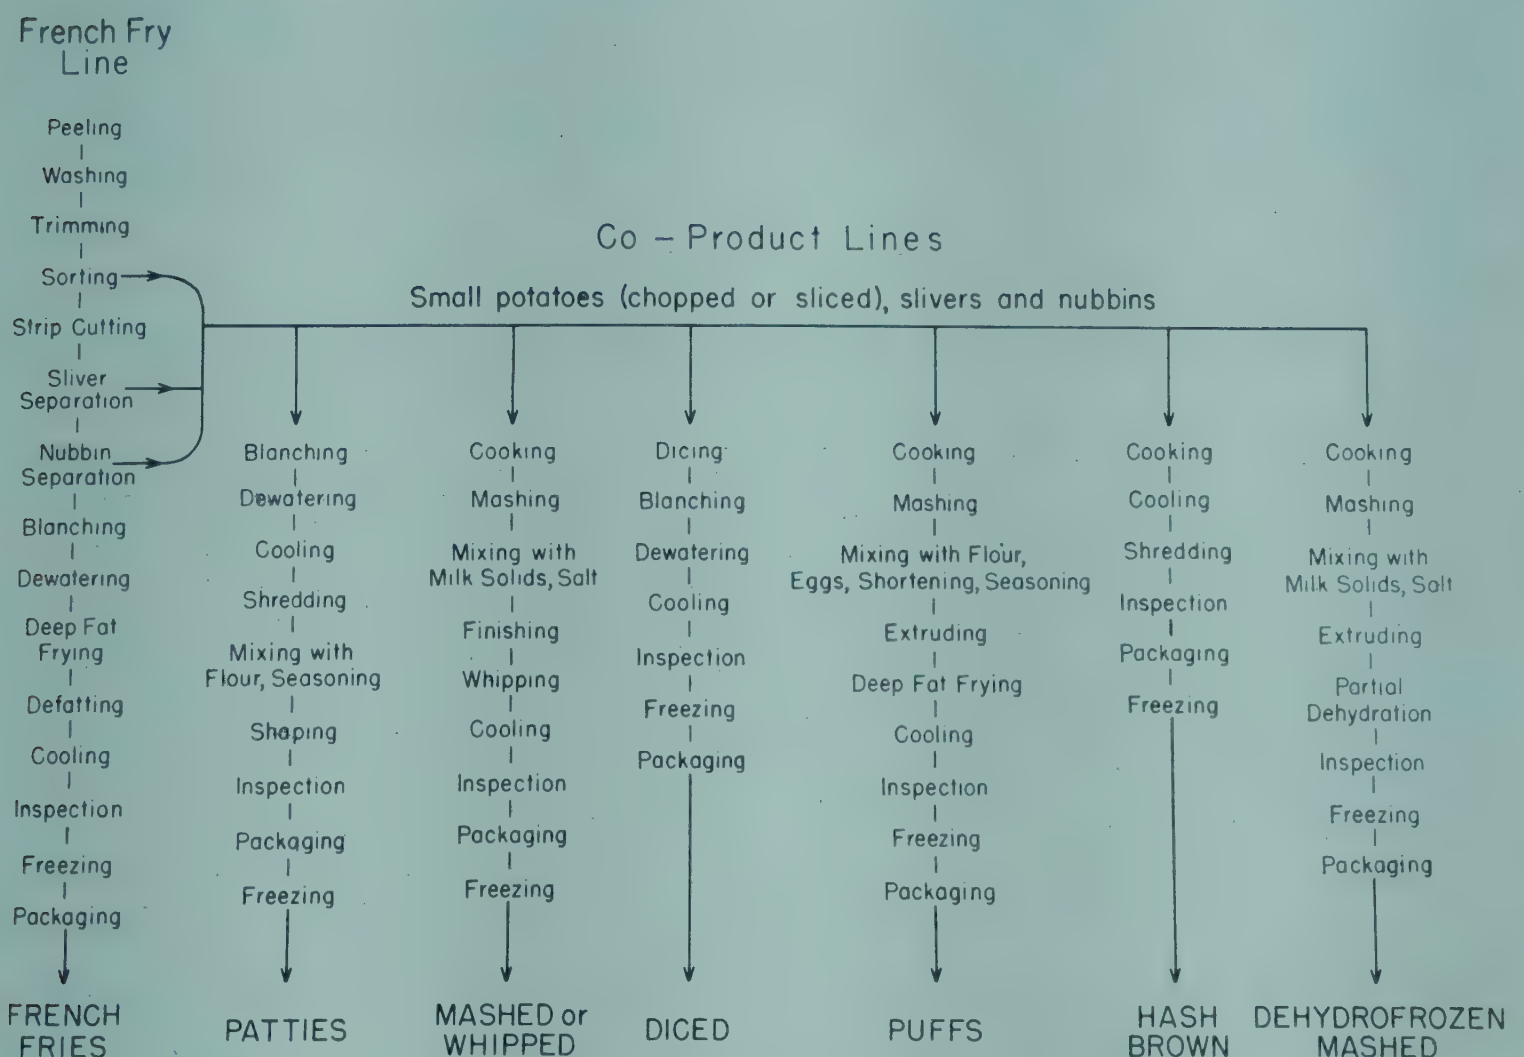 French Fry
Line
Peeling
Washing
Trimming
Sorting
Strip Cutting
Sliver
Separation
Nubbin
Separation
Blanching
Dewatering
Deep Fat
Frying
Defatting
Cooling
Inspection
Freezing
Packaging
FRENCH
FRIES
Co – Product Lines
Small potatoes (chopped or sliced), slivers and nubbins
Blanching
Dewatering
Cooling
Shredding
Mixing with
Flour, Seasoning
Shaping
Inspection
Packaging
Freezing
PATTIES
Cooking
Mashing
Mixing with
Milk Solids, Salt
Finishing
Whipping
Cooling
Inspection
Packaging
Freezing
MASHED or
WHIPPED
Dicing
Blanching
Dewatering
Cooling
Inspection
Freezing
Packaging
DICED
Cooking
Mashing
Mixing with Flour,
Eggs, Shortening, Seasoning
Extruding
Deep Fat Frying
Cooling
Inspection
Freezing
Packaging
PUFFS
Cooking
Cooling
Shredding
Inspection
Packaging
Freezing
HASH
BROWN
Cooking
Mashing
Mixing with
Milk Solids, Salt
Extruding
Partial
Dehydration
Inspection
Freezing
Packaging
DEHYDROFROZEN
MASHED